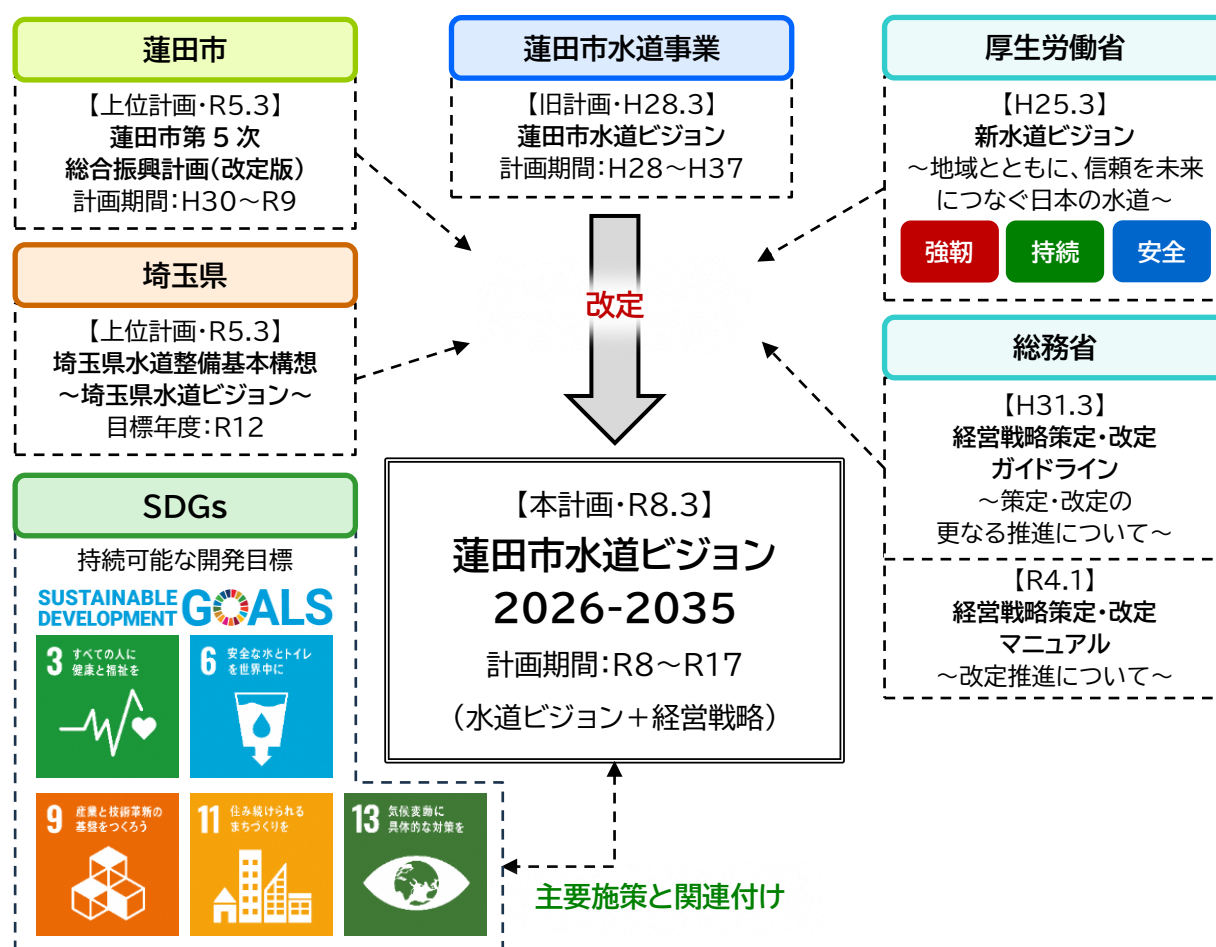 蓮田市
【上位計画・R5.3】
蓮田市第5次
総合振興計画(改定版)
計画期間:H30～R9
埼玉県
【上位計画・R5.3】
埼玉県水道整備基本構想
～埼玉県水道ビジョン～
目標年度:R12
SDGs
持続可能な開発目標
SUSTAINABLE
DEVELOPMENT
GOALS
3 すべての人に
健康と福祉を
6 安全な水とトイレ
を世界中に
9 産業と技術革新の
基盤をつくろう
11 住み続けられる
まちづくりを
13 気候変動に
具体的な対策を
蓮田市水道事業
【旧計画・H28.3】
蓮田市水道ビジョン
計画期間:H28～H37
改定
【本計画・R8.3】
蓮田市水道ビジョン
2026-2035
計画期間:R8～R17
(水道ビジョン＋経営戦略)
主要施策と関連付け
厚生労働省
【H25.3】
新水道ビジョン
～地域とともに、信頼を未来
につなぐ日本の水道～
強靭
持続
安全
総務省
【H31.3】
経営戦略策定・改定
ガイドライン
～策定・改定の
更なる推進について～
【R4.1】
経営戦略策定・改定
マニュアル
～改定推進について～